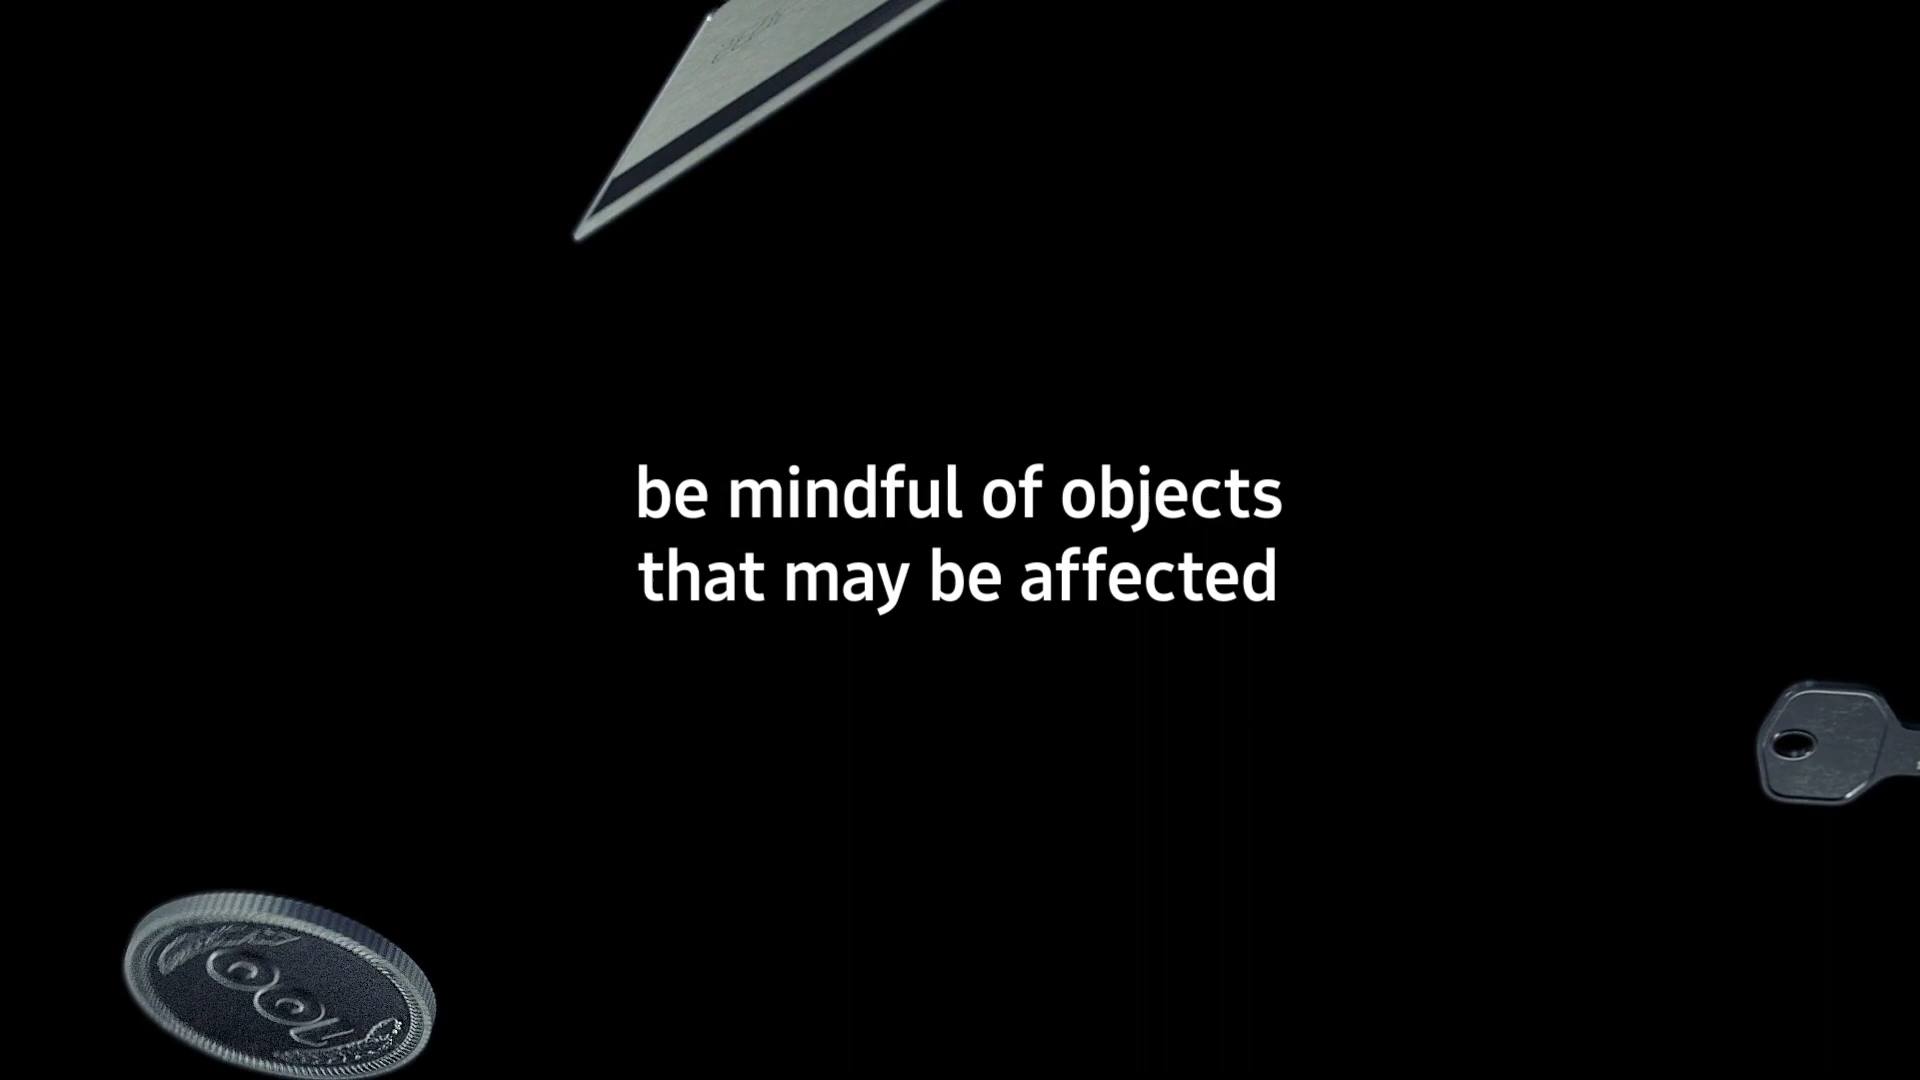 be mindful of objects
that may be affected